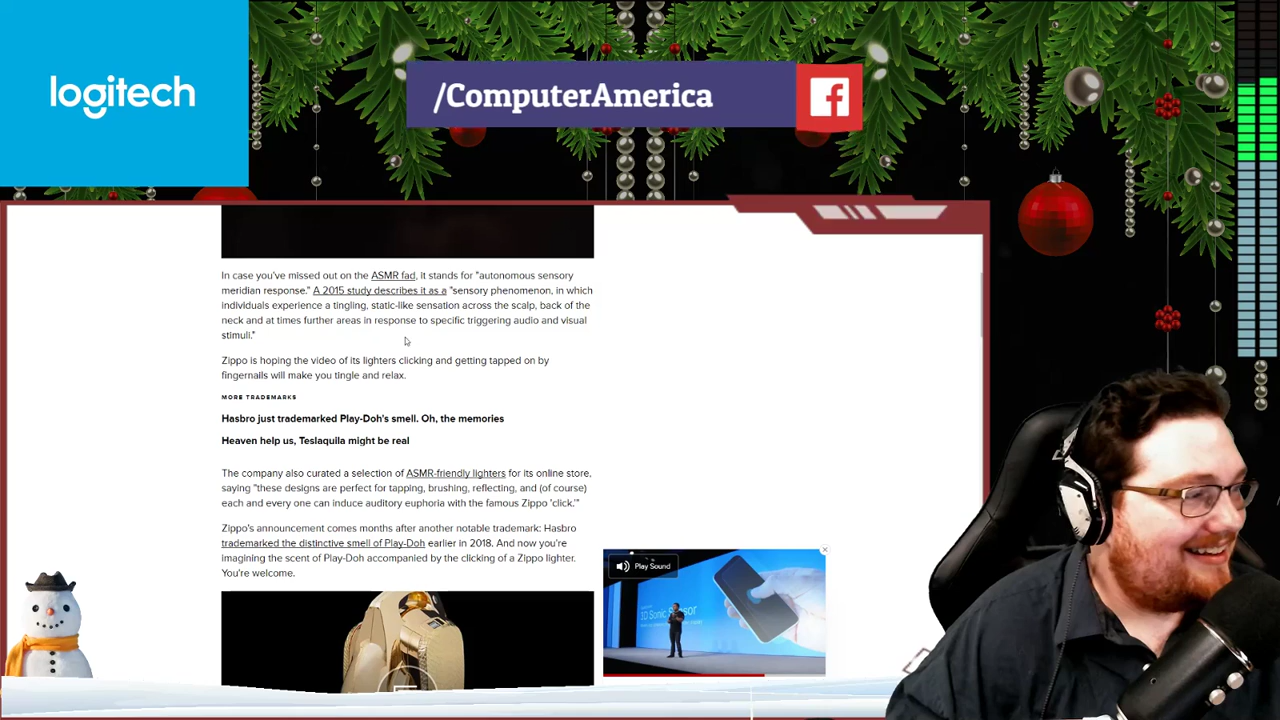 logitech
/ComputerAmerica
In case you've missed out on the ASMR fad, it stands for "autonomous sensory
meridian response." A 2015 study describes it as a "sensory phenomenon, in which
individuals experience a tingling, static-like sensation across the scalp, back of the
neck and at times further areas in response to specific triggering audio and visual
stimuli."
Zippo is hoping the video of its lighters clicking and getting tapped on by
fingernails will make you tingle and relax.
MORE TRADEMARKS
Hasbro just trademarked Play-Doh's smell. Oh, the memories
Heaven help us, Teslaquila might be real
The company also curated a selection of ASMR-friendly lighters for its online store,
saying "these designs are perfect for tapping, brushing, reflecting, and (of course)
each and every one can induce auditory euphoria with the famous Zippo 'click.'"
Zippo's announcement comes months after another notable trademark: Hasbro
trademarked the distinctive smell of Play-Doh earlier in 2018. And now you're
imagining the scent of Play-Doh accompanied by the clicking of a Zippo lighter.
You're welcome.
Play Sound
3D Sonic Sensor